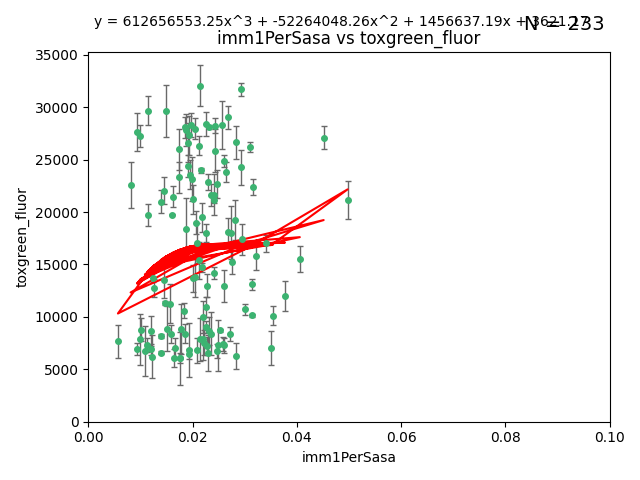 y = 612656553.25x^3 + -52264048.26x^2 + 1456637.19x +
N = 233
imm1PerSasa vs toxgreen_fluor
35000
30000
25000
20000
15000
10000
5000
0
toxgreen_fluor
0.00 0.02 0.04 0.06 0.08 0.10
imm1PerSasa